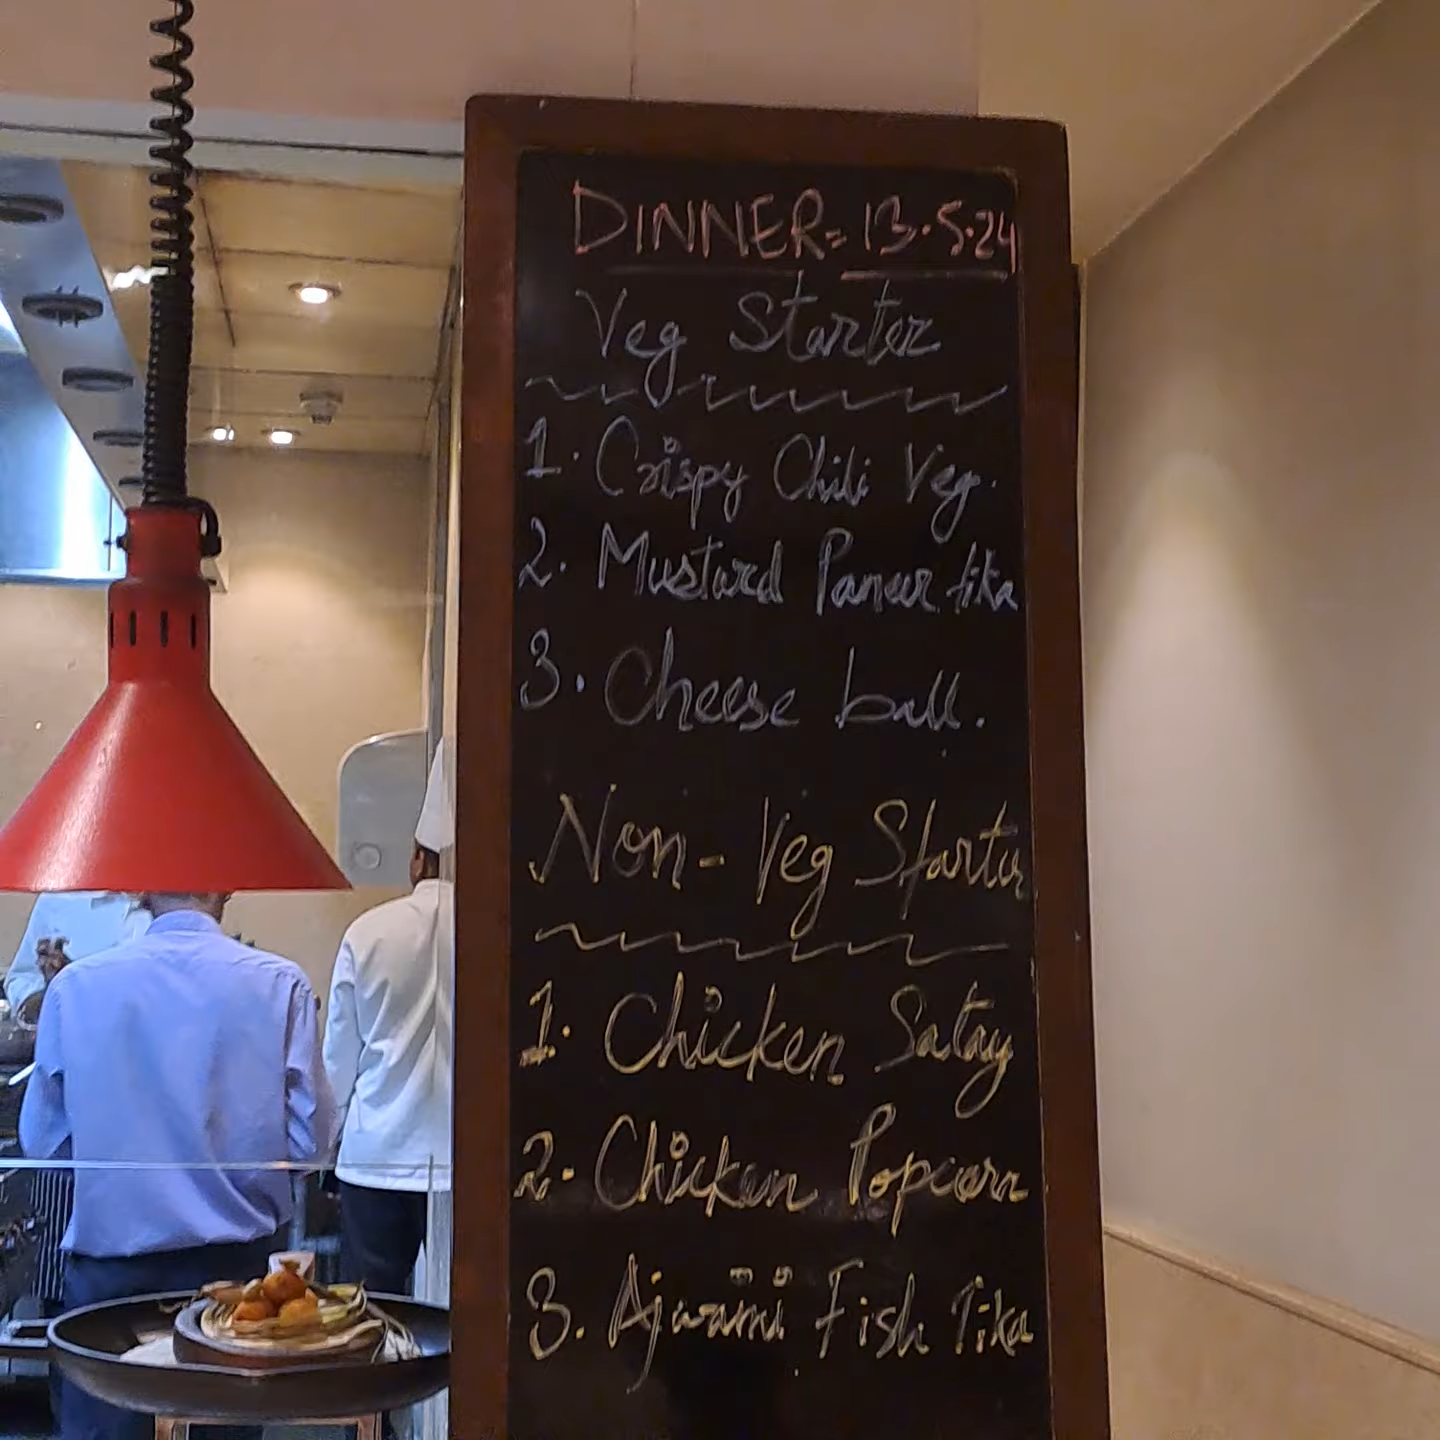 DINNER= 13.5.24
Veg Starter
1. Crispy Chili Veg.
2. Mustard Paneer tika
3. Cheese ball.
Non-Veg Starter
1. Chicken Satay
2. Chicken Popcorn
3. Ajwaini Fish Tika